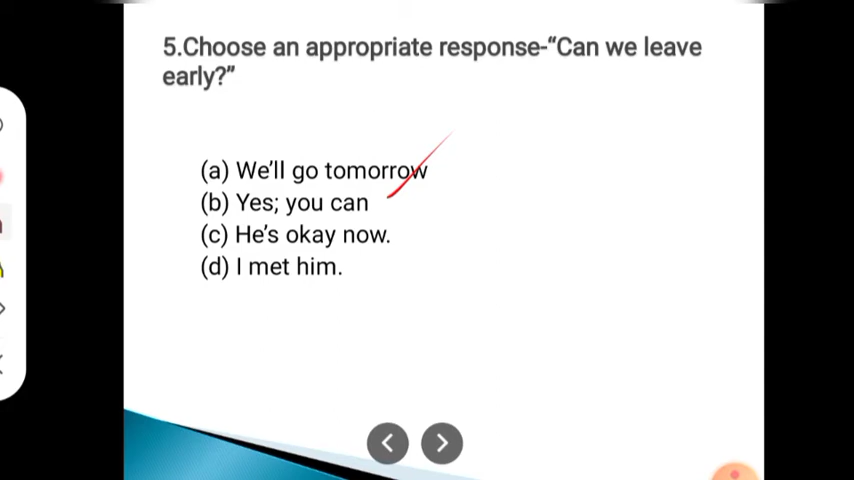 5.Choose an appropriate response-“Can we leave
early?”
(a) We’ll go tomorrow
(b) Yes; you can
(c) He’s okay now.
(d) I met him.